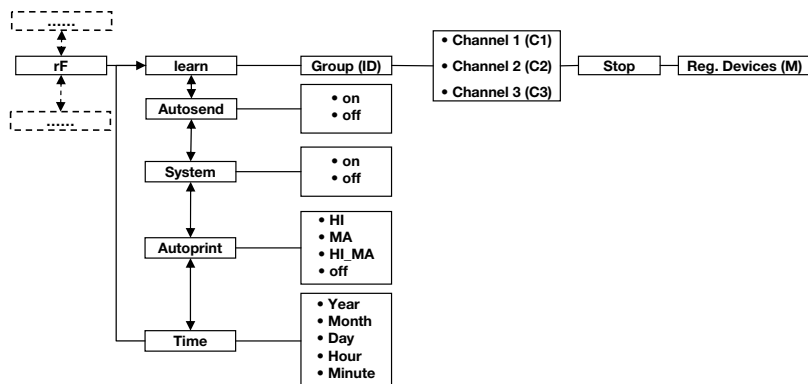 ......
rF
......
learn
Group (ID)
• Channel 1 (C1)
• Channel 2 (C2)
• Channel 3 (C3)
Stop
Reg. Devices (M)
Autosend
• on
• off
System
• on
• off
Autoprint
• HI
• MA
• HI_MA
• off
Time
• Year
• Month
• Day
• Hour
• Minute